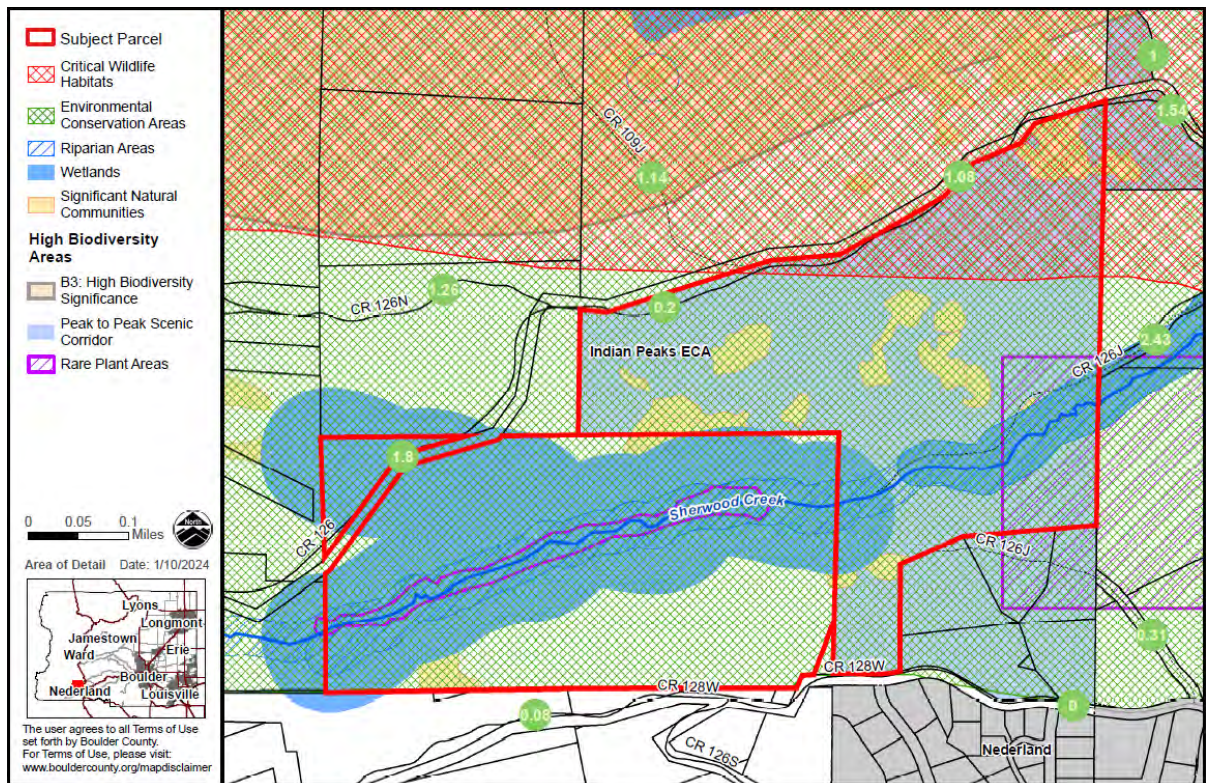 Subject Parcel
Critical Wildlife
Habitats
Environmental
Conservation Areas
Riparian Areas
Wetlands
Significant Natural
Communities
High Biodiversity
Areas
B3: High Biodiversity
Significance
Peak to Peak Scenic
Corridor
Rare Plant Areas
0 0.05 0.1
Miles
North
Area of Detail Date: 1/10/2024
Lyons
Longmont
Jamestown
Ward
Erie
Boulder
Nederland
Louisville
The user agrees to all Terms of Use
set forth by Boulder County.
For Terms of Use, please visit:
www.bouldercounty.org/mapdisclaimer
1
1.54
CR 109J
1.14
1.08
1.26
CR 126N
0.2
Indian Peaks ECA
2.43
CR 126J
1.8
Sherwood Creek
CR 126
CR 126J
0.31
CR 128W
CR 128W
0.08
0
CR 126S
Nederland